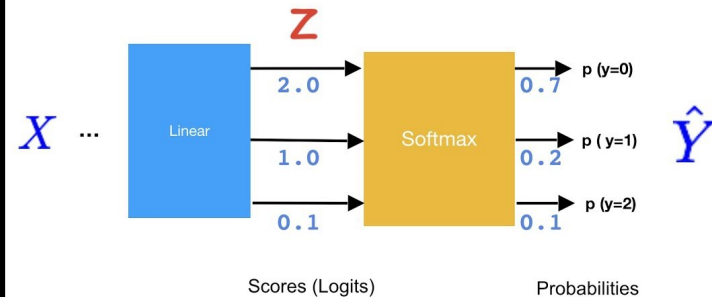 Z
2.0
0.7
p (y=0)
X ...
Linear
1.0
Softmax
0.2
p ( y=1)
Ŷ
0.1
0.1
p (y=2)
Scores (Logits)
Probabilities